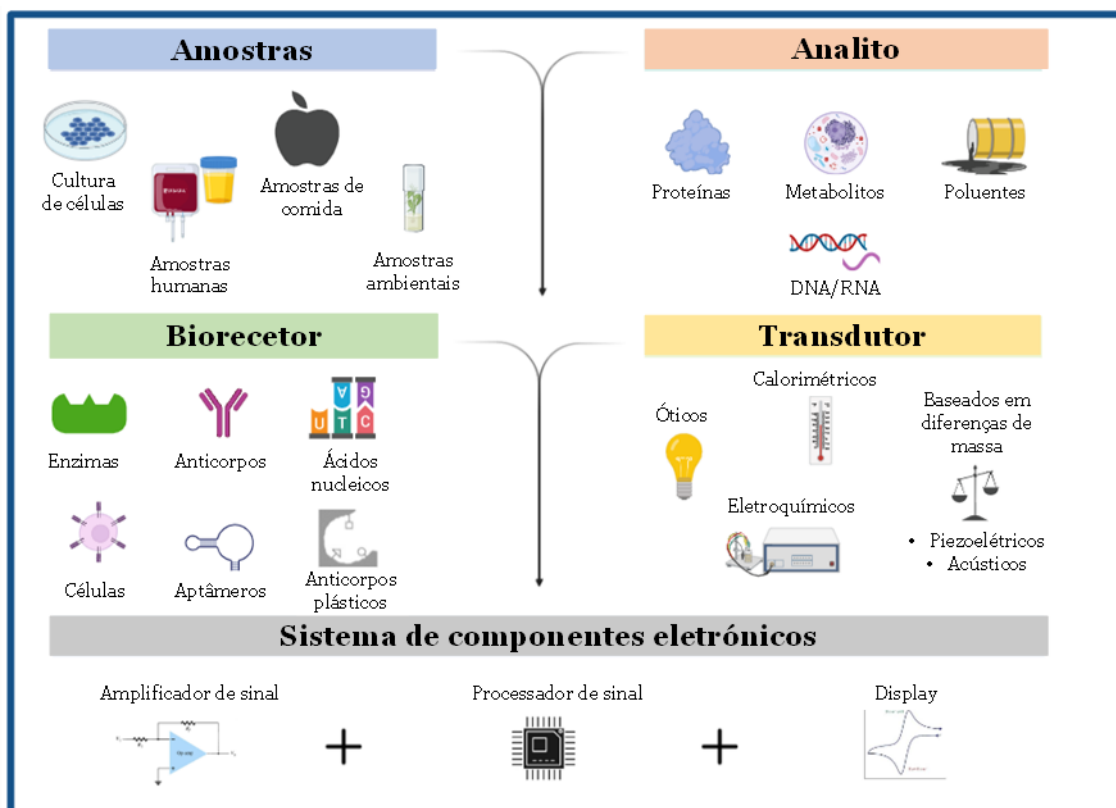 Amostras
Analito
Cultura
de células
Amostras
humanas
Amostras de
comida
Amostras
ambientais
Proteínas
Metabolitos
Poluentes
DNA/RNA
Biorecetor
Transdutor
Enzimas
Anticorpos
Ácidos
nucleicos
U
T
A
C
G
Células
Aptâmeros
Anticorpos
plásticos
Óticos
Calorimétricos
Eletroquímicos
Baseados em
diferenças de
massa
• Piezoelétricos
• Acústicos
Sistema de componentes eletrónicos
Amplificador de sinal
+
Processador de sinal
+
Display